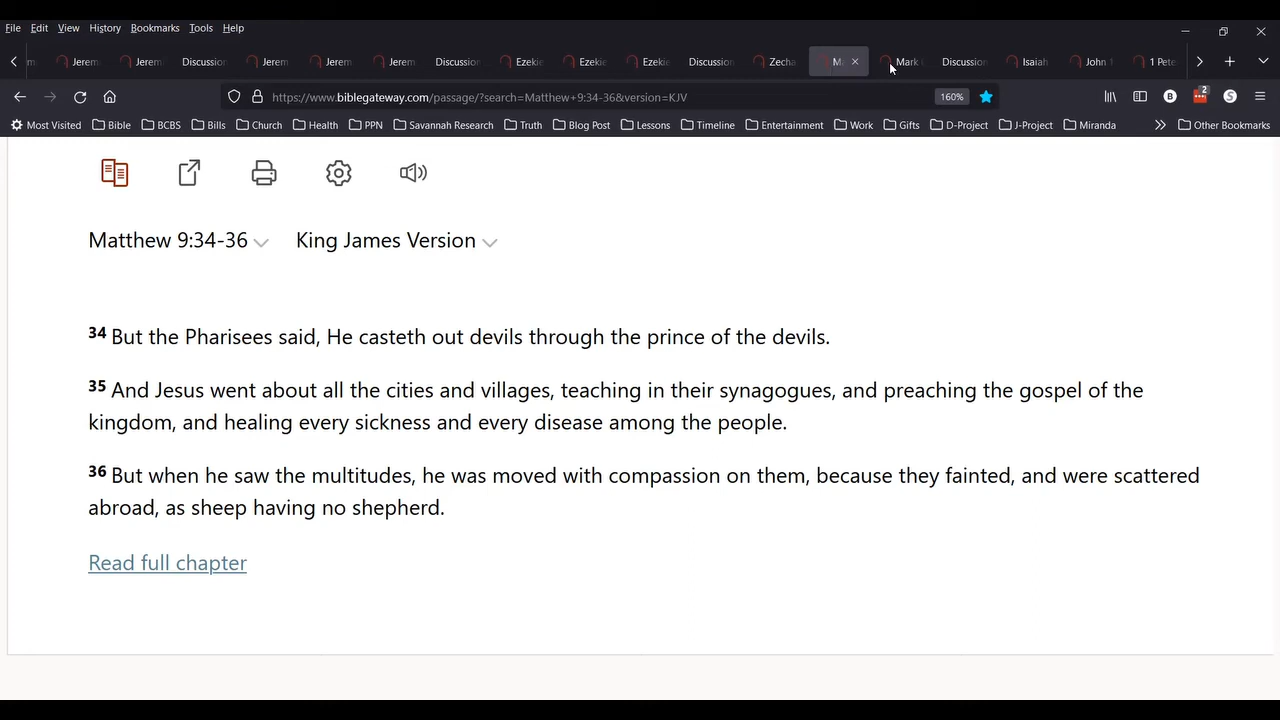 File Edit View History Bookmarks Tools Help
m Jerem Jerem Discussion Jerem Jerem Jerem Discussion Ezekie Ezekie Ezekie Discussion Zecha Ma Mark Discussion Isaiah John 1 1 Pete
https://www.biblegateway.com/passage/?search=Matthew+9:34-36&version=KJV 160% B 2 S
Most Visited Bible BCBS Bills Church Health PPN Savannah Research Truth Blog Post Lessons Timeline Entertainment Work Gifts D-Project J-Project Miranda Other Bookmarks
Matthew 9:34-36 King James Version
34 But the Pharisees said, He casteth out devils through the prince of the devils.
35 And Jesus went about all the cities and villages, teaching in their synagogues, and preaching the gospel of the
kingdom, and healing every sickness and every disease among the people.
36 But when he saw the multitudes, he was moved with compassion on them, because they fainted, and were scattered
abroad, as sheep having no shepherd.
Read full chapter